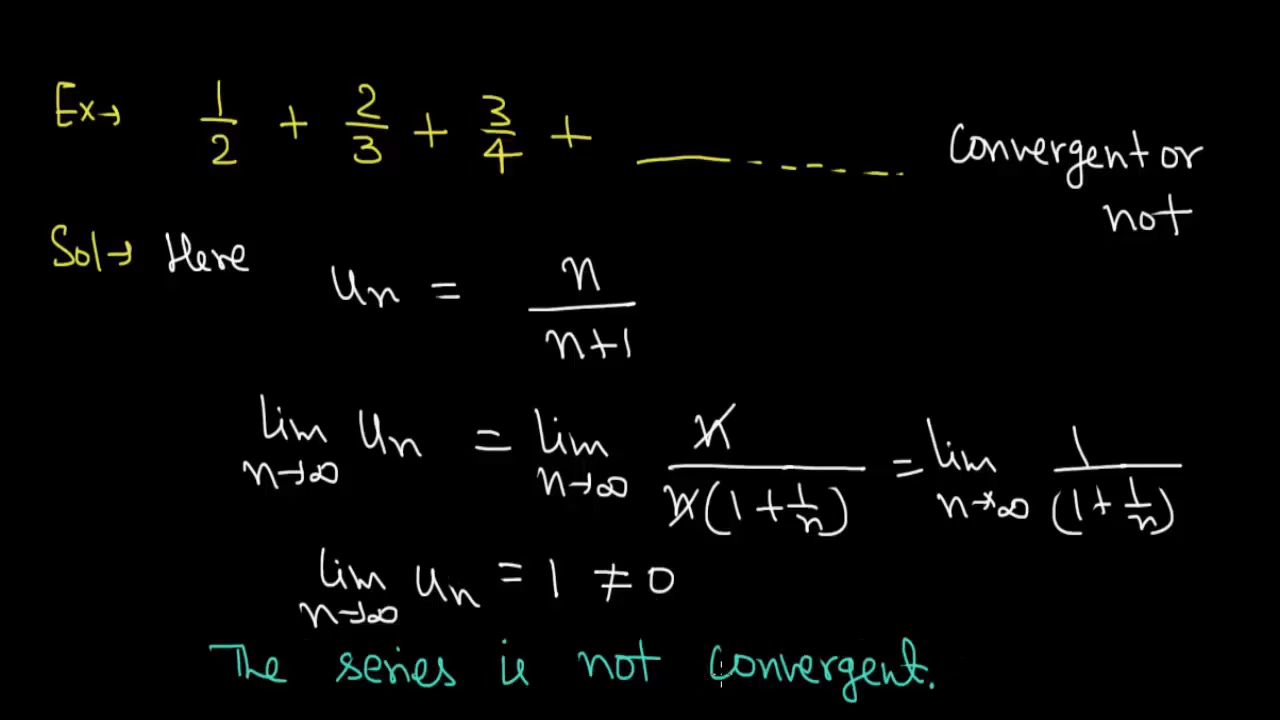 Ex→ 1/2 + 2/3 + 3/4 + ——------ Convergent or not
Sol→ Here un = n/(n+1)
lim n→∞ un = lim n→∞ n/(n(1+1/n)) = lim n→∞ 1/(1+1/n)
lim n→∞ un = 1 ≠ 0
The series is not convergent.